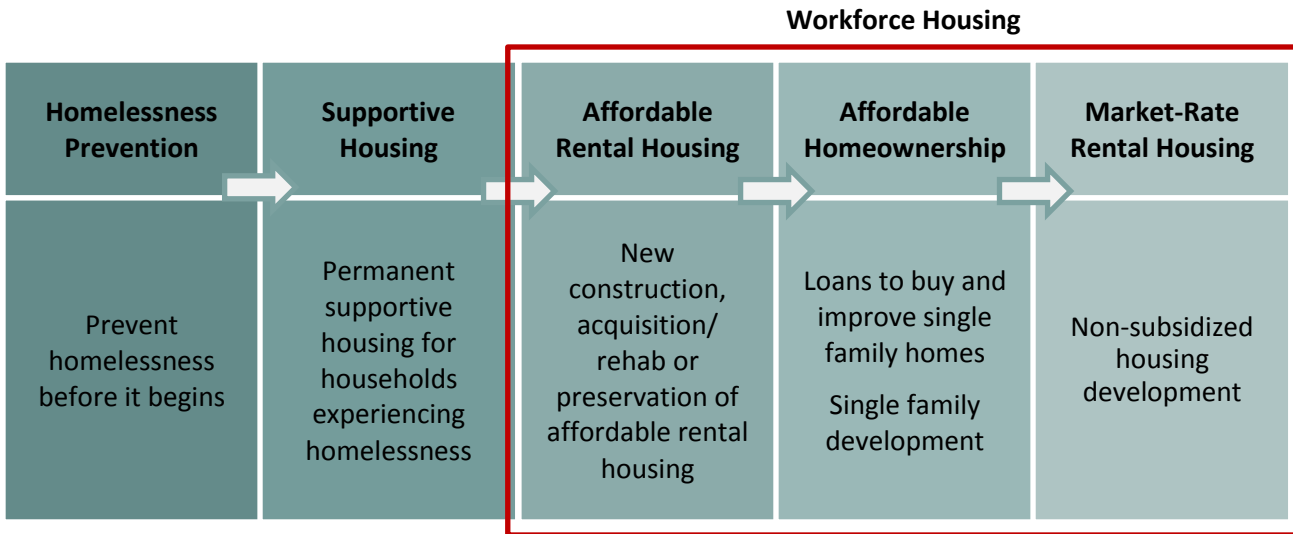 Workforce Housing
Homelessness
Prevention
Supportive
Housing
Affordable
Rental Housing
Affordable
Homeownership
Market-Rate
Rental Housing
Prevent
homelessness
before it begins
Permanent
supportive
housing for
households
experiencing
homelessness
New
construction,
acquisition/
rehab or
preservation of
affordable rental
housing
Loans to buy and
improve single
family homes
Single family
development
Non-subsidized
housing
development